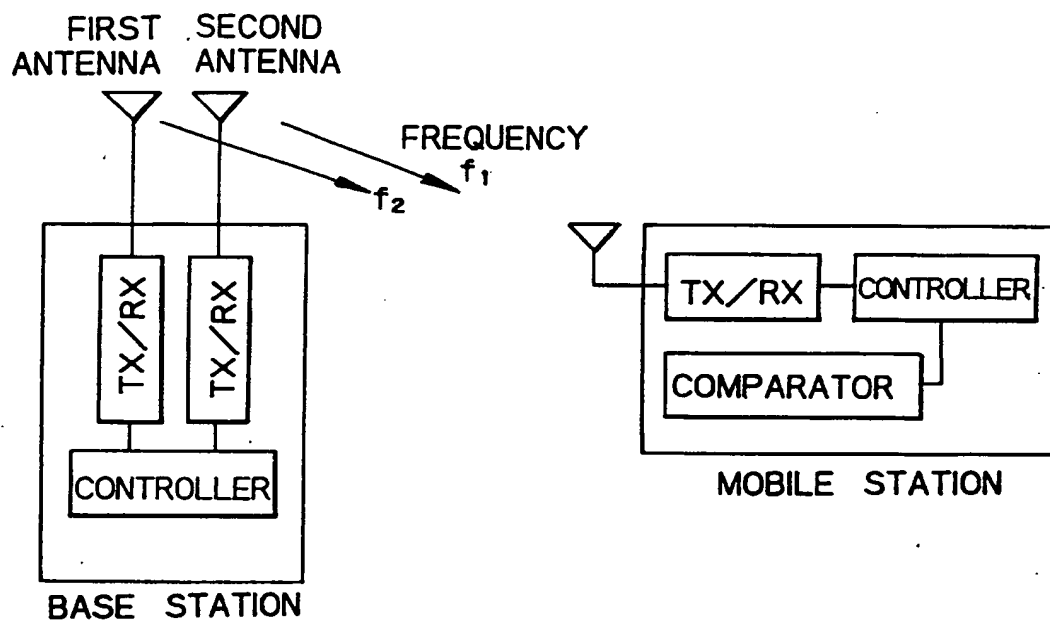 FIRST
ANTENNA
SECOND
ANTENNA
FREQUENCY
f1
f2
TX/RX
TX/RX
CONTROLLER
BASE STATION
TX/RX
CONTROLLER
COMPARATOR
MOBILE STATION